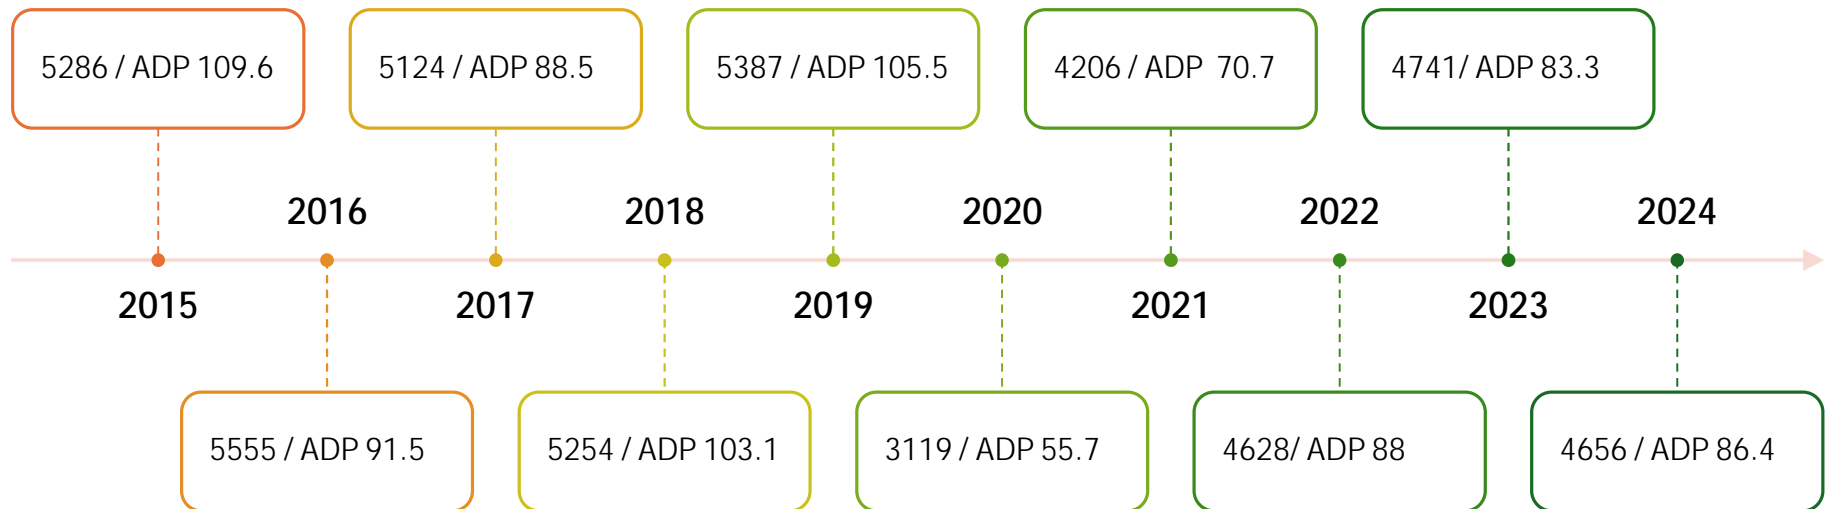 5286 / ADP 109.6
5124 / ADP 88.5
5387 / ADP 105.5
4206 / ADP 70.7
4741/ ADP 83.3
2016
2018
2020
2022
2024
2015
2017
2019
2021
2023
5555 / ADP 91.5
5254 / ADP 103.1
3119 / ADP 55.7
4628/ ADP 88
4656 / ADP 86.4